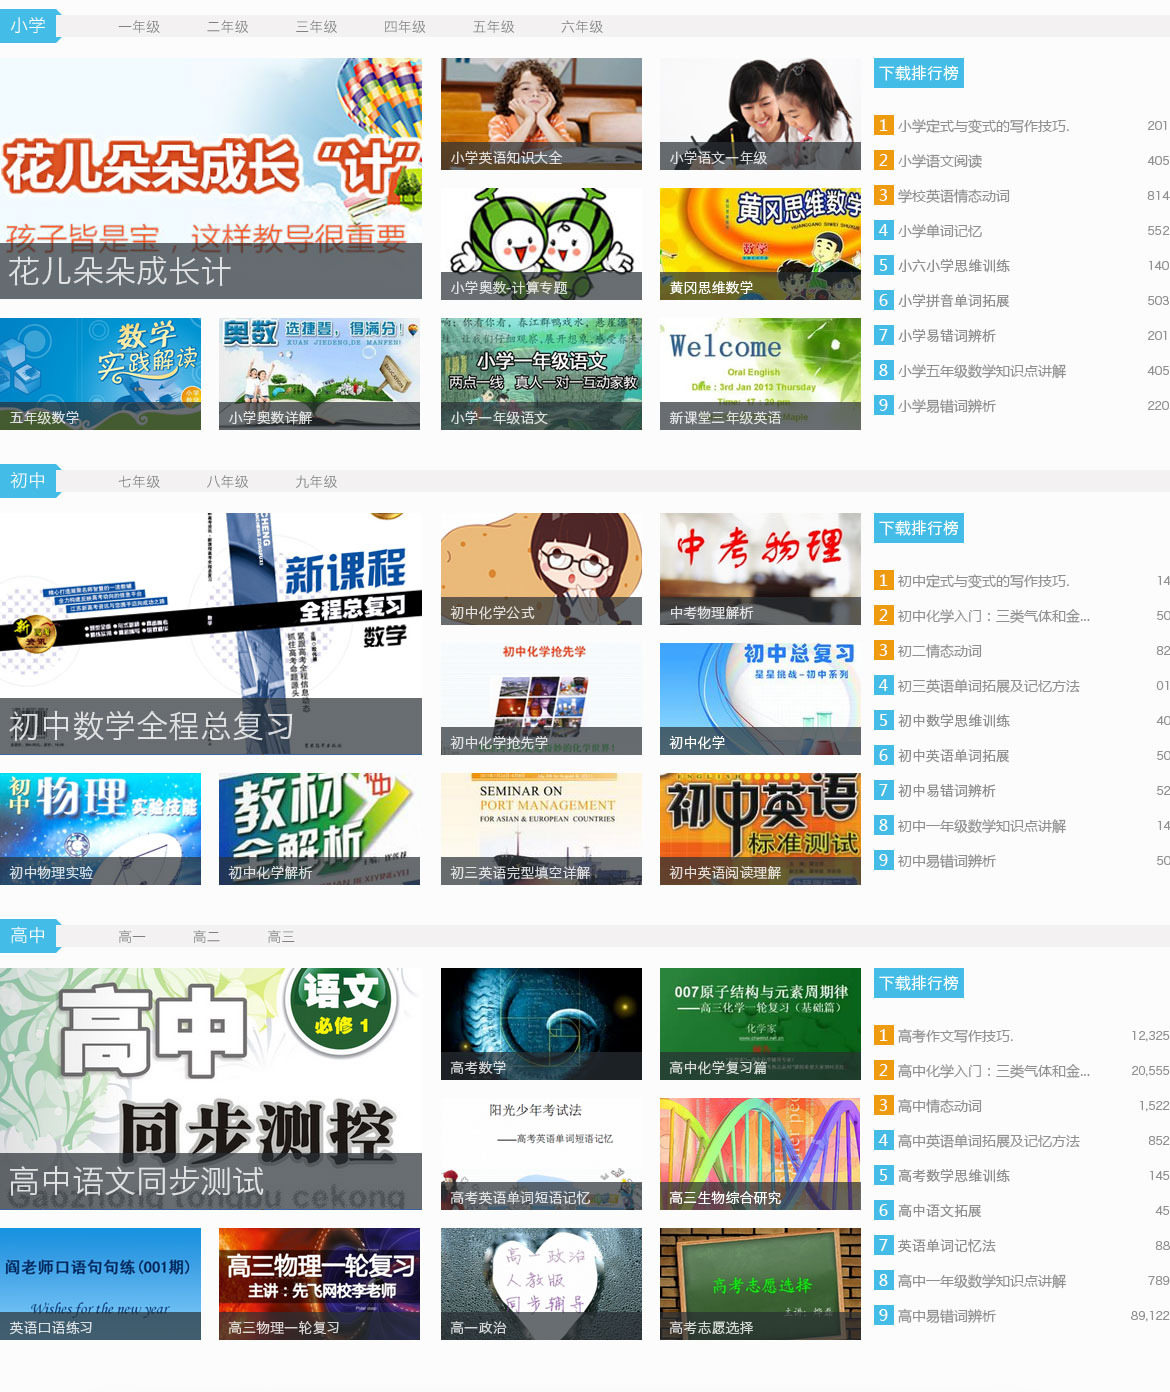 小学
一年级 二年级 三年级 四年级 五年级 六年级
花儿朵朵成长“计”
孩子皆是宝，这样教导很重要
花儿朵朵成长计
小学英语知识大全
小学语文一年级
小学奥数-计算专题
黄冈思维数学
HUANGGANG SIWEI SHUXUE
数学
黄冈思维数学
数学
实践解读
五年级数学
奥数 选捷登，得满分！
XUAN JIEDENG,DE MANFEN!
EDUCATION
小学奥数详解
小学一年级语文
两点一线，真人一对一互动家教
小学一年级语文
Welcome
Oral English
Date : 3rd Jan 2013 Thursday
Time: 17 : 20 pm
Maple
新课堂三年级英语
下载排行榜
1 小学定式与变式的写作技巧. 201
2 小学语文阅读 405
3 学校英语情态动词 814
4 小学单词记忆 552
5 小六小学思维训练 140
6 小学拼音单词拓展 503
7 小学易错词辨析 201
8 小学五年级数学知识点讲解 405
9 小学易错词辨析 220
初中
七年级 八年级 九年级
新课程
全程总复习
数学
初中数学全程总复习
初中化学公式
中考物理
中考物理解析
初中化学抢先学
初中化学抢先学
初中总复习
星星挑战-初中系列
初中化学
初中物理实验技能
初中物理实验
教材
全解析
初中化学解析
SEMINAR ON
PORT MANAGEMENT
FOR ASIAN & EUROPEAN COUNTRIES
初三英语完型填空详解
初中英语
标准测试
初中英语阅读理解
下载排行榜
1 初中定式与变式的写作技巧. 14
2 初中化学入门：三类气体和金... 50
3 初二情态动词 82
4 初三英语单词拓展及记忆方法 01
5 初中数学思维训练 40
6 初中英语单词拓展 50
7 初中易错词辨析 52
8 初中一年级数学知识点讲解 14
9 初中易错词辨析 50
高中
高一 高二 高三
语文
必修 1
高中
同步测控
Gaozhong tongbu cekong
高中语文同步测试
高考数学
007原子结构与元素周期律
——高三化学一轮复习（基础篇）
化学家
高中化学复习篇
阳光少年考试法
——高考英语单词短语记忆
高考英语单词短语记忆
高三生物综合研究
阎老师口语句句练(001期)
Wishes for the new year
英语口语练习
高三物理一轮复习
主讲：先飞网校李老师
高三物理一轮复习
高一政治
人教版
同步辅导
高一政治
高考志愿选择
高考志愿选择
下载排行榜
1 高考作文写作技巧. 12,325
2 高中化学入门：三类气体和金... 20,555
3 高中情态动词 1,522
4 高中英语单词拓展及记忆方法 852
5 高考数学思维训练 145
6 高中语文拓展 45
7 英语单词记忆法 88
8 高中一年级数学知识点讲解 789
9 高中易错词辨析 89,122